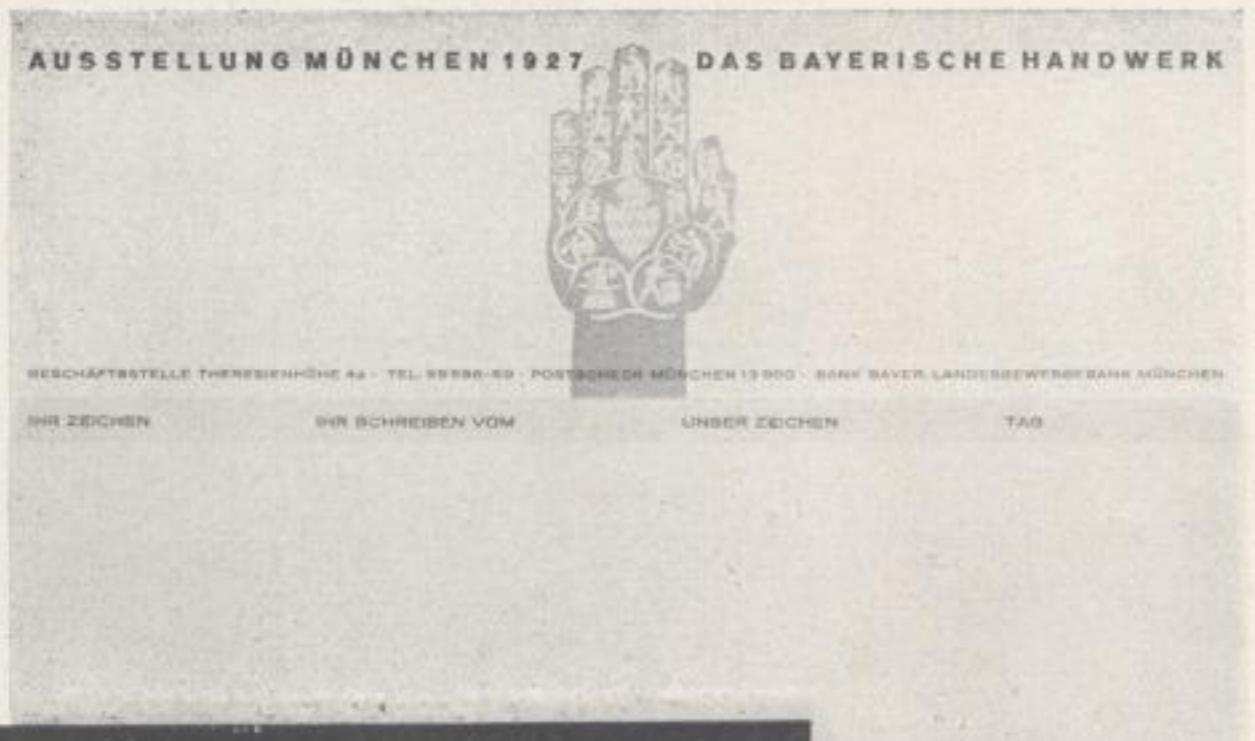 AUSSTELLUNG MÜNCHEN 1927 DAS BAYERISCHE HANDWERK
GESCHÄFTSSTELLE THERESIENHÖHE 4a · TEL. · POSTSCHECK MÜNCHEN 13900 · BANK BAYER. LANDESGEWERBEBANK MÜNCHEN
IHR ZEICHEN IHR SCHREIBEN VOM UNSER ZEICHEN TAG